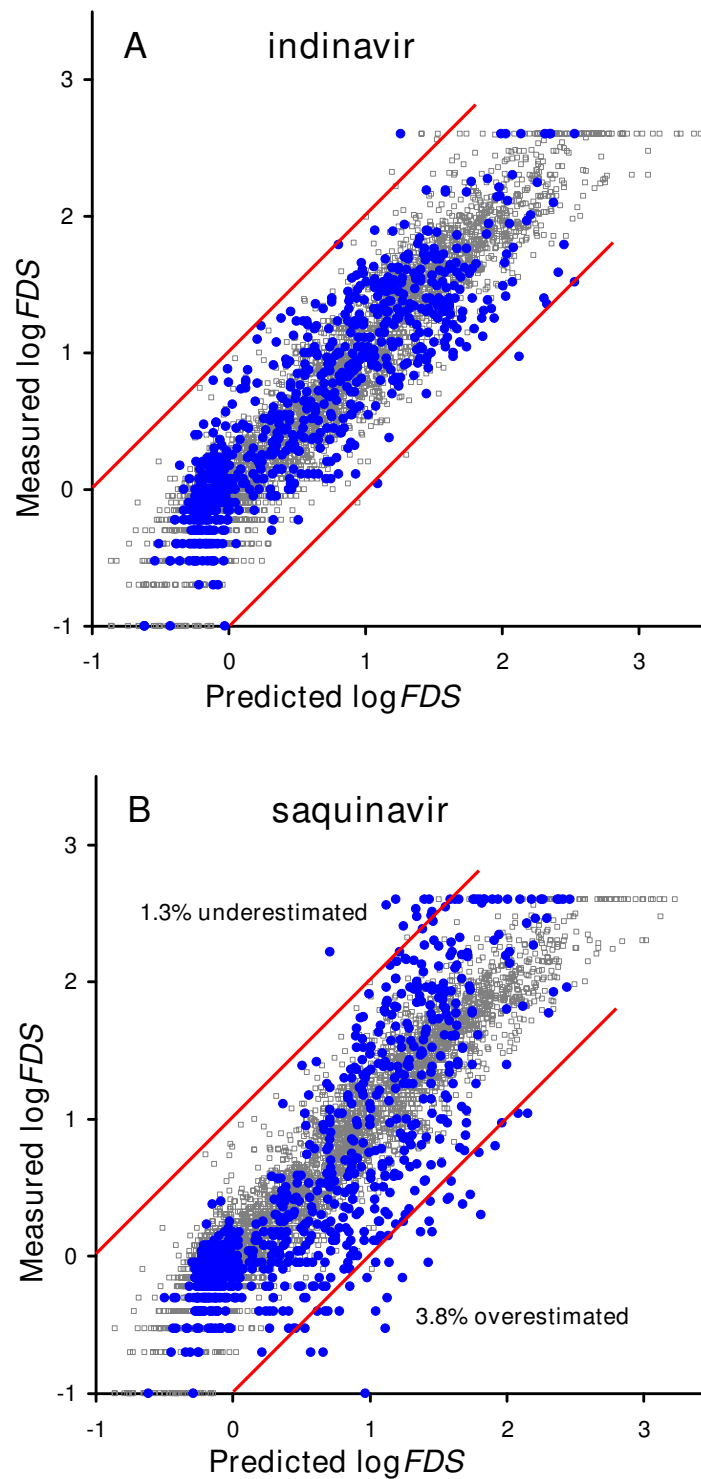 A indinavir
3
2
1
0
-1
Measured logFDS
-1 0 1 2 3
Predicted logFDS
B saquinavir
3
1.3% underestimated
2
1
0
3.8% overestimated
-1
Measured logFDS
-1 0 1 2 3
Predicted logFDS